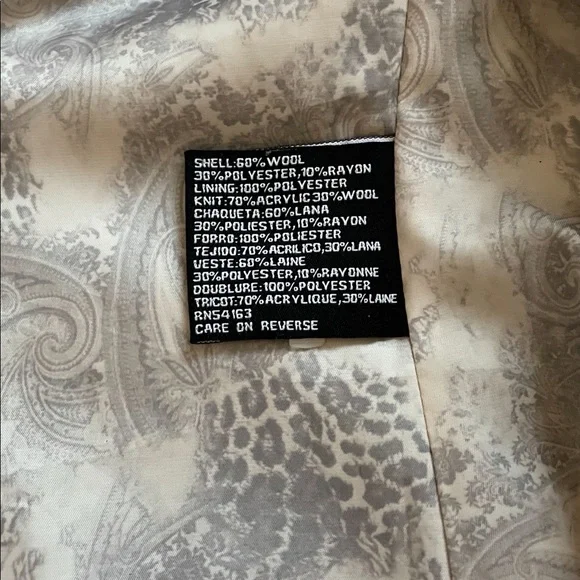 SHELL:60%WOOL
30%POLYESTER,10%RAYON
LINING:100%POLYESTER
KNIT:70%ACRYLIC30%WOOL
CHAQUETA:60%LANA
30%POLIESTER,10%RAYON
FORRO:100%POLIESTER
TEJIDO:70%ACRILICO,30%LANA
VESTE:60%LAINE
30%POLYESTER,10%RAYONNE
DOUBLURE:100%POLYESTER
TRICOT:70%ACRYLIQUE,30%LAINE
RN54163
CARE ON REVERSE